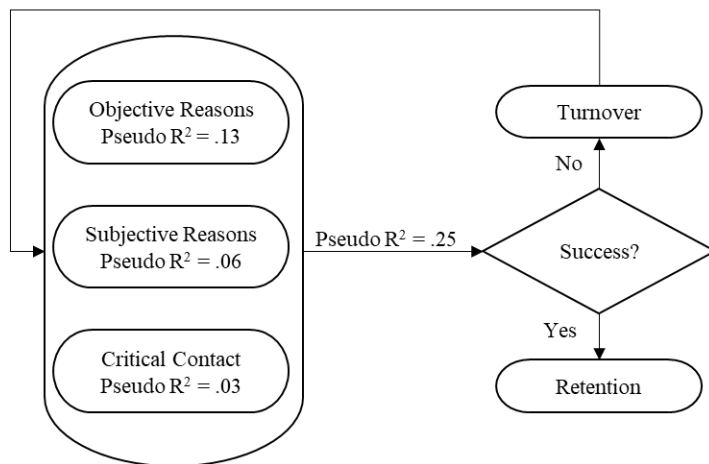 Objective Reasons
Pseudo R² = .13
Subjective Reasons
Pseudo R² = .06
Critical Contact
Pseudo R² = .03
Pseudo R² = .25
Turnover
No
Success?
Yes
Retention